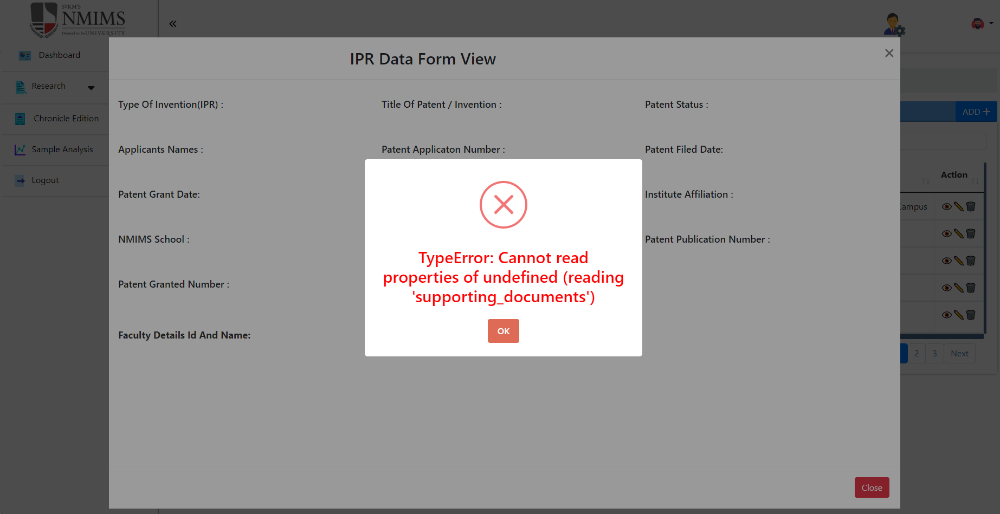 SVKM'S
NMIMS
Deemed to be UNIVERSITY
«
Dashboard
Research
Chronicle Edition
Sample Analysis
Logout
IPR Data Form View
Type Of Invention(IPR) :
Title Of Patent / Invention :
Patent Status :
Applicants Names :
Patent Applicaton Number :
Patent Filed Date:
Patent Grant Date:
Institute Affiliation :
NMIMS School :
Patent Publication Number :
Patent Granted Number :
Faculty Details Id And Name:
TypeError: Cannot read
properties of undefined (reading
'supporting_documents')
OK
Close
ADD +
Action
Campus
2
3
Next